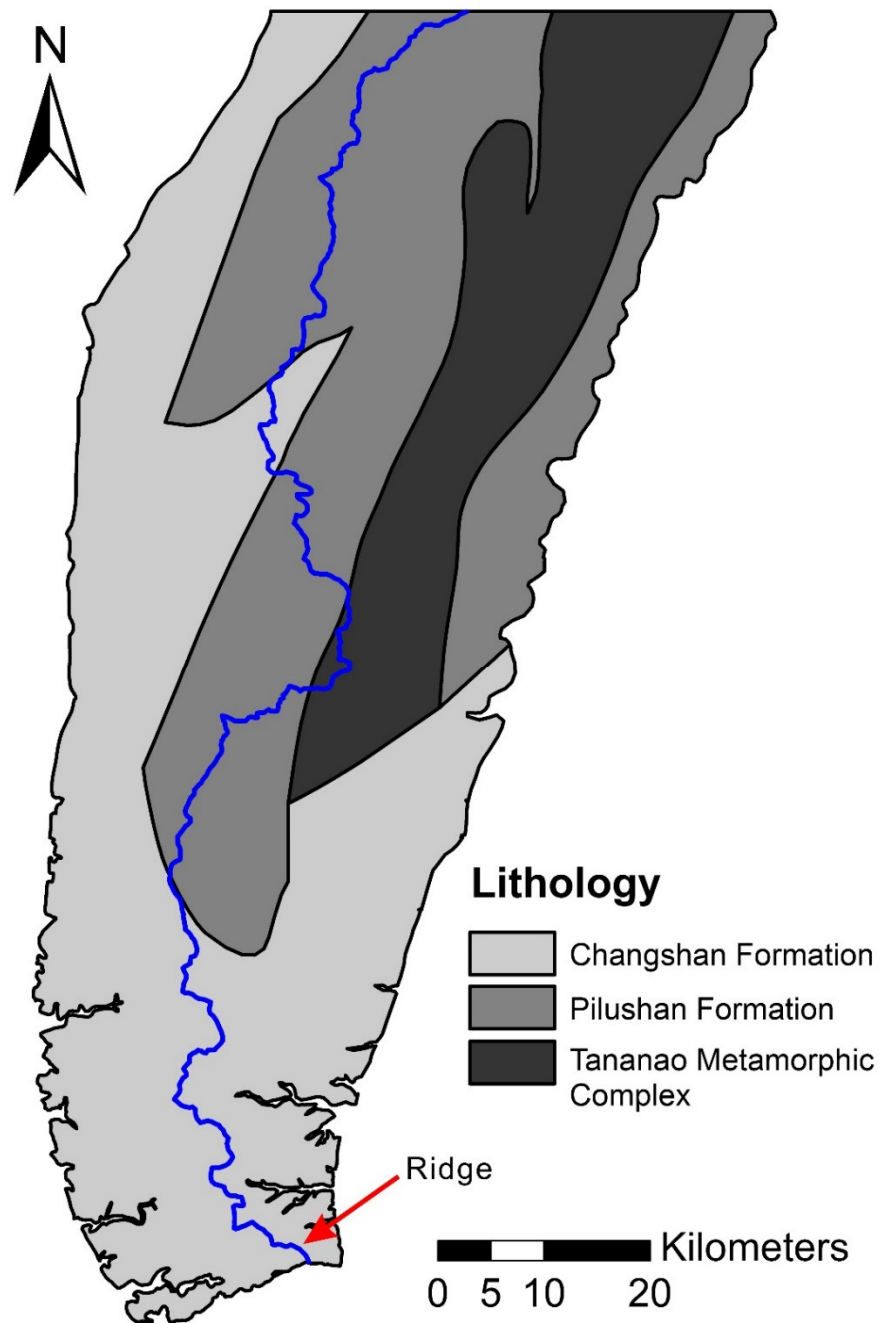 N
Lithology
Changshan Formation
Pilushan Formation
Tananao Metamorphic
Complex
Ridge
Kilometers
0 5 10 20